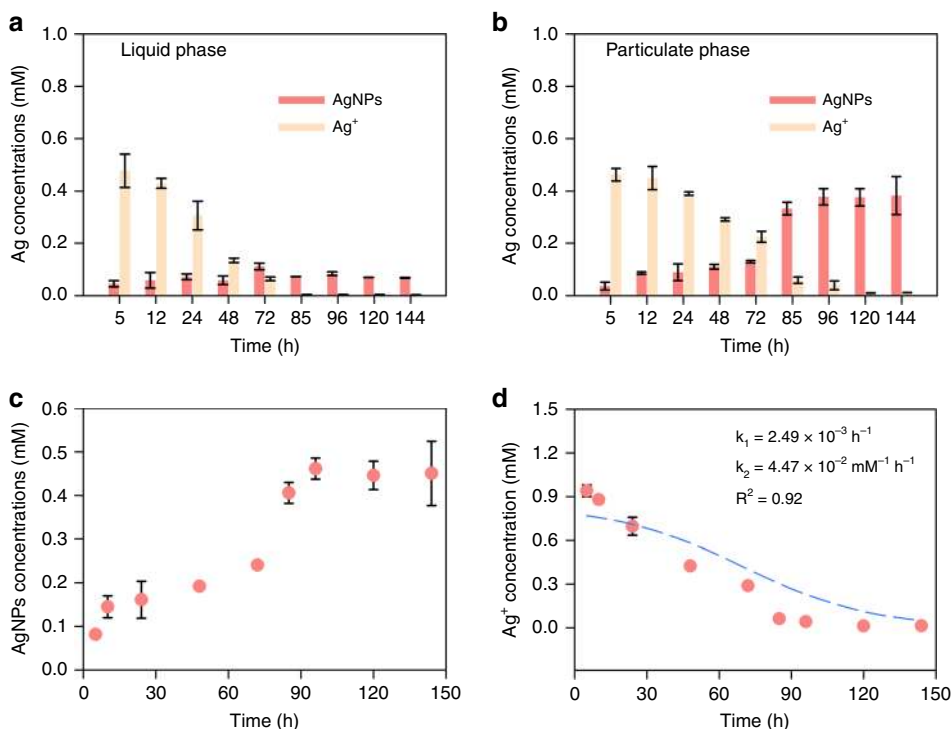 a
Liquid phase
Ag concentrations (mM)
1.0
0.8
0.6
0.4
0.2
0.0
AgNPs
Ag⁺
5 12 24 48 72 85 96 120 144
Time (h)
b
Particulate phase
Ag concentrations (mM)
1.0
0.8
0.6
0.4
0.2
0.0
AgNPs
Ag⁺
5 12 24 48 72 85 96 120 144
Time (h)
c
AgNPs concentrations (mM)
0.6
0.5
0.4
0.3
0.2
0.1
0.0
0 30 60 90 120 150
Time (h)
d
Ag⁺ concentration (mM)
1.5
1.2
0.9
0.6
0.3
0.0
k₁ = 2.49 × 10⁻³ h⁻¹
k₂ = 4.47 × 10⁻² mM⁻¹ h⁻¹
R² = 0.92
0 30 60 90 120 150
Time (h)